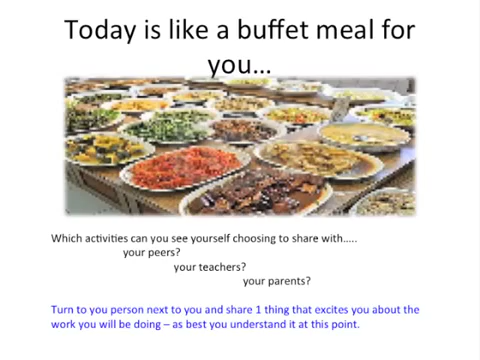 Today is like a buffet meal for
you…
Which activities can you see yourself choosing to share with…..
your peers?
your teachers?
your parents?
Turn to you person next to you and share 1 thing that excites you about the
work you will be doing – as best you understand it at this point.